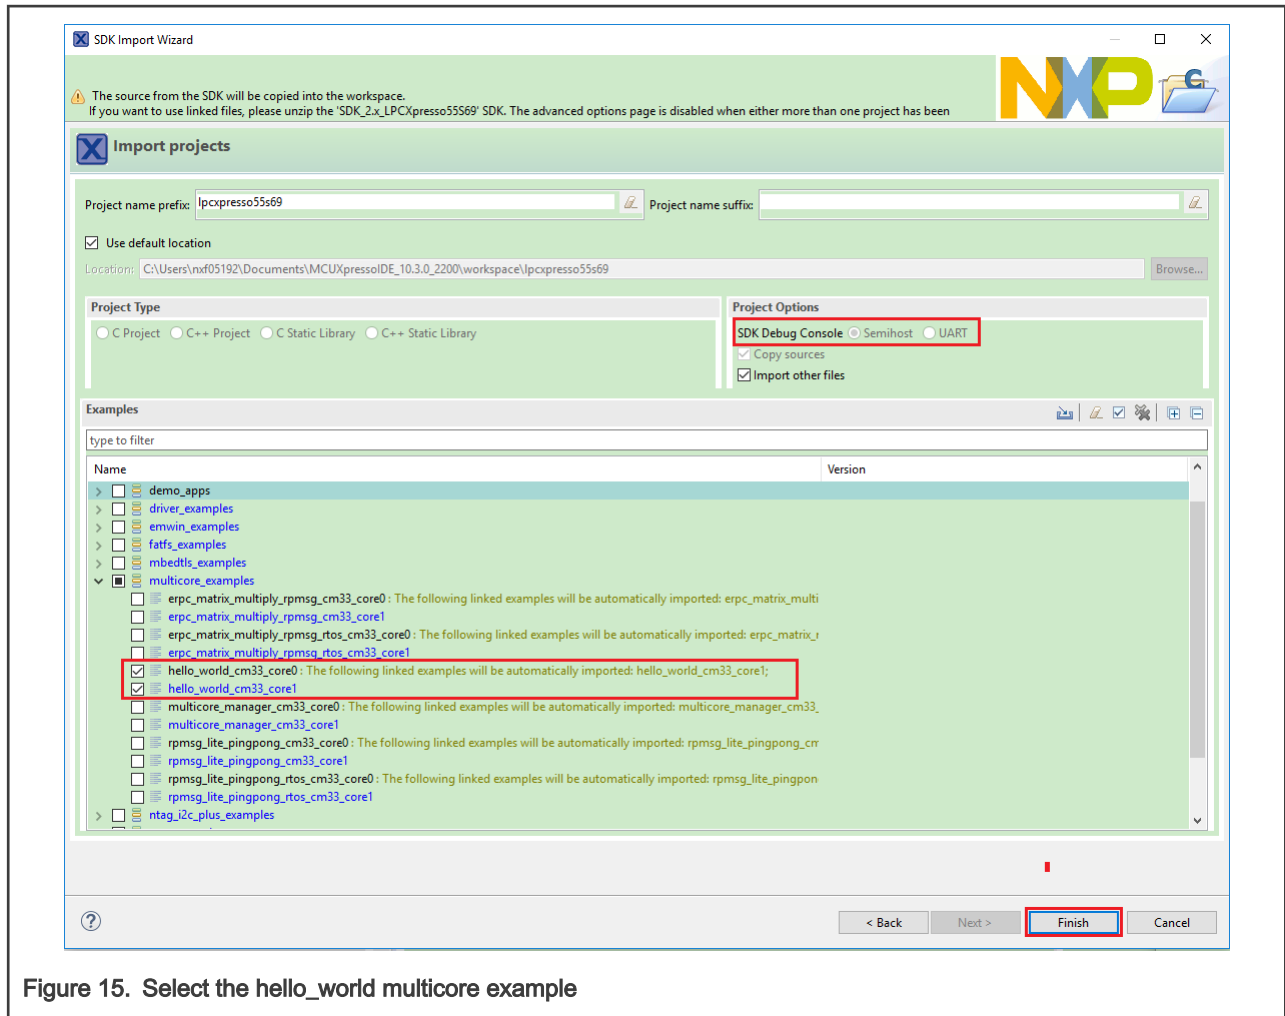 SDK Import Wizard
The source from the SDK will be copied into the workspace.
If you want to use linked files, please unzip the 'SDK_2.x_LPCXpresso55S69' SDK. The advanced options page is disabled when either more than one project has been
NXP
C
Import projects
Project name prefix: lpcxpresso55s69
Project name suffix:
Use default location
Location: C:\Users\nxf05192\Documents\MCUXpressoIDE_10.3.0_2200\workspace\lpcxpresso55s69
Browse...
Project Type
Project Options
C Project C++ Project C Static Library C++ Static Library
SDK Debug Console Semihost UART
Copy sources
Import other files
Examples
type to filter
Name Version
demo_apps
driver_examples
emwin_examples
fatfs_examples
mbedtls_examples
multicore_examples
erpc_matrix_multiply_rpmsg_cm33_core0 : The following linked examples will be automatically imported: erpc_matrix_multi
erpc_matrix_multiply_rpmsg_cm33_core1
erpc_matrix_multiply_rpmsg_rtos_cm33_core0 : The following linked examples will be automatically imported: erpc_matrix_r
erpc_matrix_multiply_rpmsg_rtos_cm33_core1
hello_world_cm33_core0 : The following linked examples will be automatically imported: hello_world_cm33_core1;
hello_world_cm33_core1
multicore_manager_cm33_core0 : The following linked examples will be automatically imported: multicore_manager_cm33_
multicore_manager_cm33_core1
rpmsg_lite_pingpong_cm33_core0 : The following linked examples will be automatically imported: rpmsg_lite_pingpong_cm
rpmsg_lite_pingpong_cm33_core1
rpmsg_lite_pingpong_rtos_cm33_core0 : The following linked examples will be automatically imported: rpmsg_lite_pingpon
rpmsg_lite_pingpong_rtos_cm33_core1
ntag_i2c_plus_examples
< Back Next > Finish Cancel
Figure 15. Select the hello_world multicore example